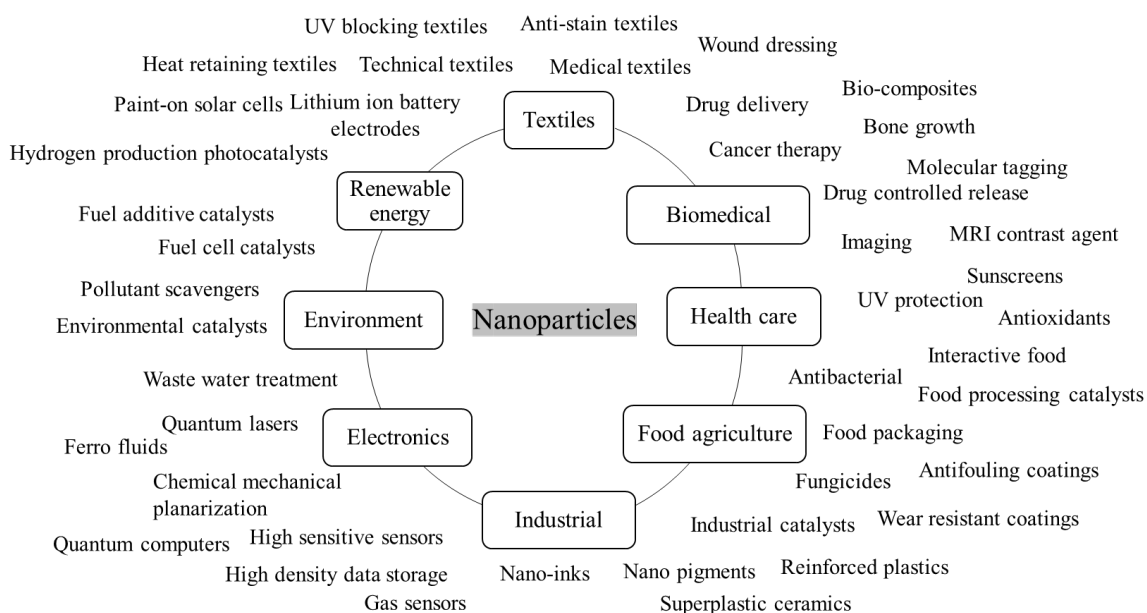 UV blocking textiles
Anti-stain textiles
Wound dressing
Heat retaining textiles
Technical textiles
Medical textiles
Bio-composites
Paint-on solar cells
Lithium ion battery
electrodes
Textiles
Drug delivery
Bone growth
Hydrogen production photocatalysts
Cancer therapy
Molecular tagging
Renewable
energy
Biomedical
Drug controlled release
Fuel additive catalysts
Fuel cell catalysts
Imaging
MRI contrast agent
Pollutant scavengers
Sunscreens
UV protection
Environmental catalysts
Environment
Nanoparticles
Health care
Antioxidants
Interactive food
Waste water treatment
Antibacterial
Food processing catalysts
Quantum lasers
Ferro fluids
Electronics
Food agriculture
Food packaging
Antifouling coatings
Chemical mechanical
planarization
Fungicides
Industrial
Industrial catalysts
Wear resistant coatings
Quantum computers
High sensitive sensors
High density data storage
Nano-inks
Nano pigments
Reinforced plastics
Gas sensors
Superplastic ceramics